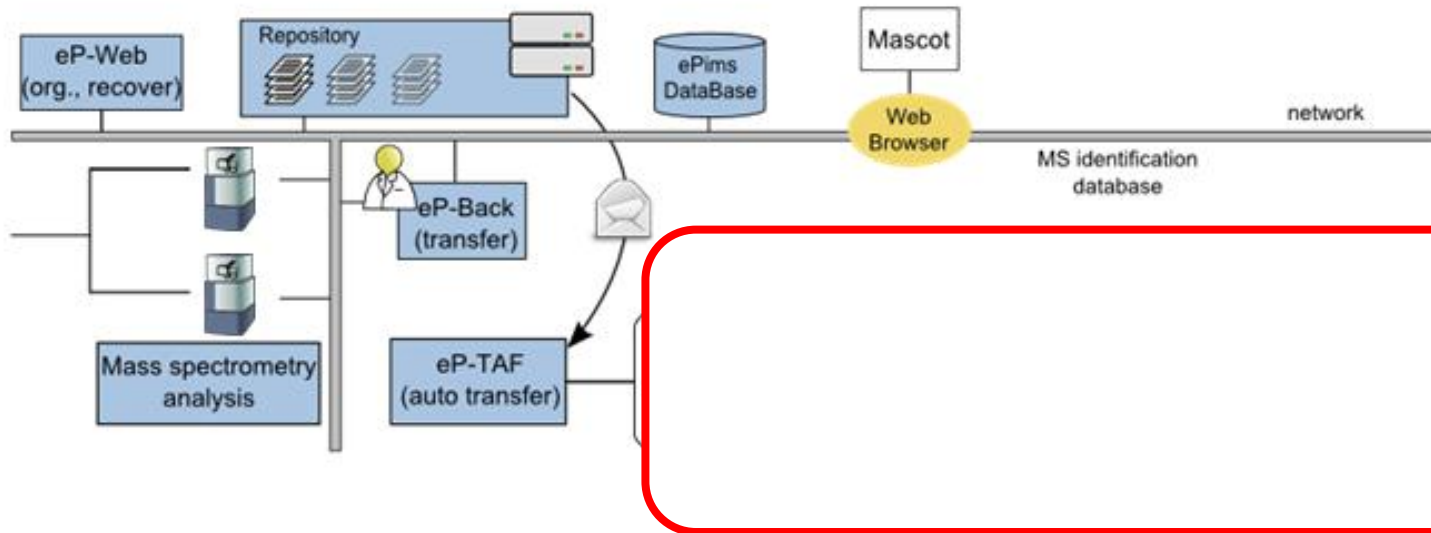 eP-Web
(org., recover)
Repository
ePims
DataBase
Mascot
Web
Browser
network
MS identification
database
eP-Back
(transfer)
Mass spectrometry
analysis
eP-TAF
(auto transfer)